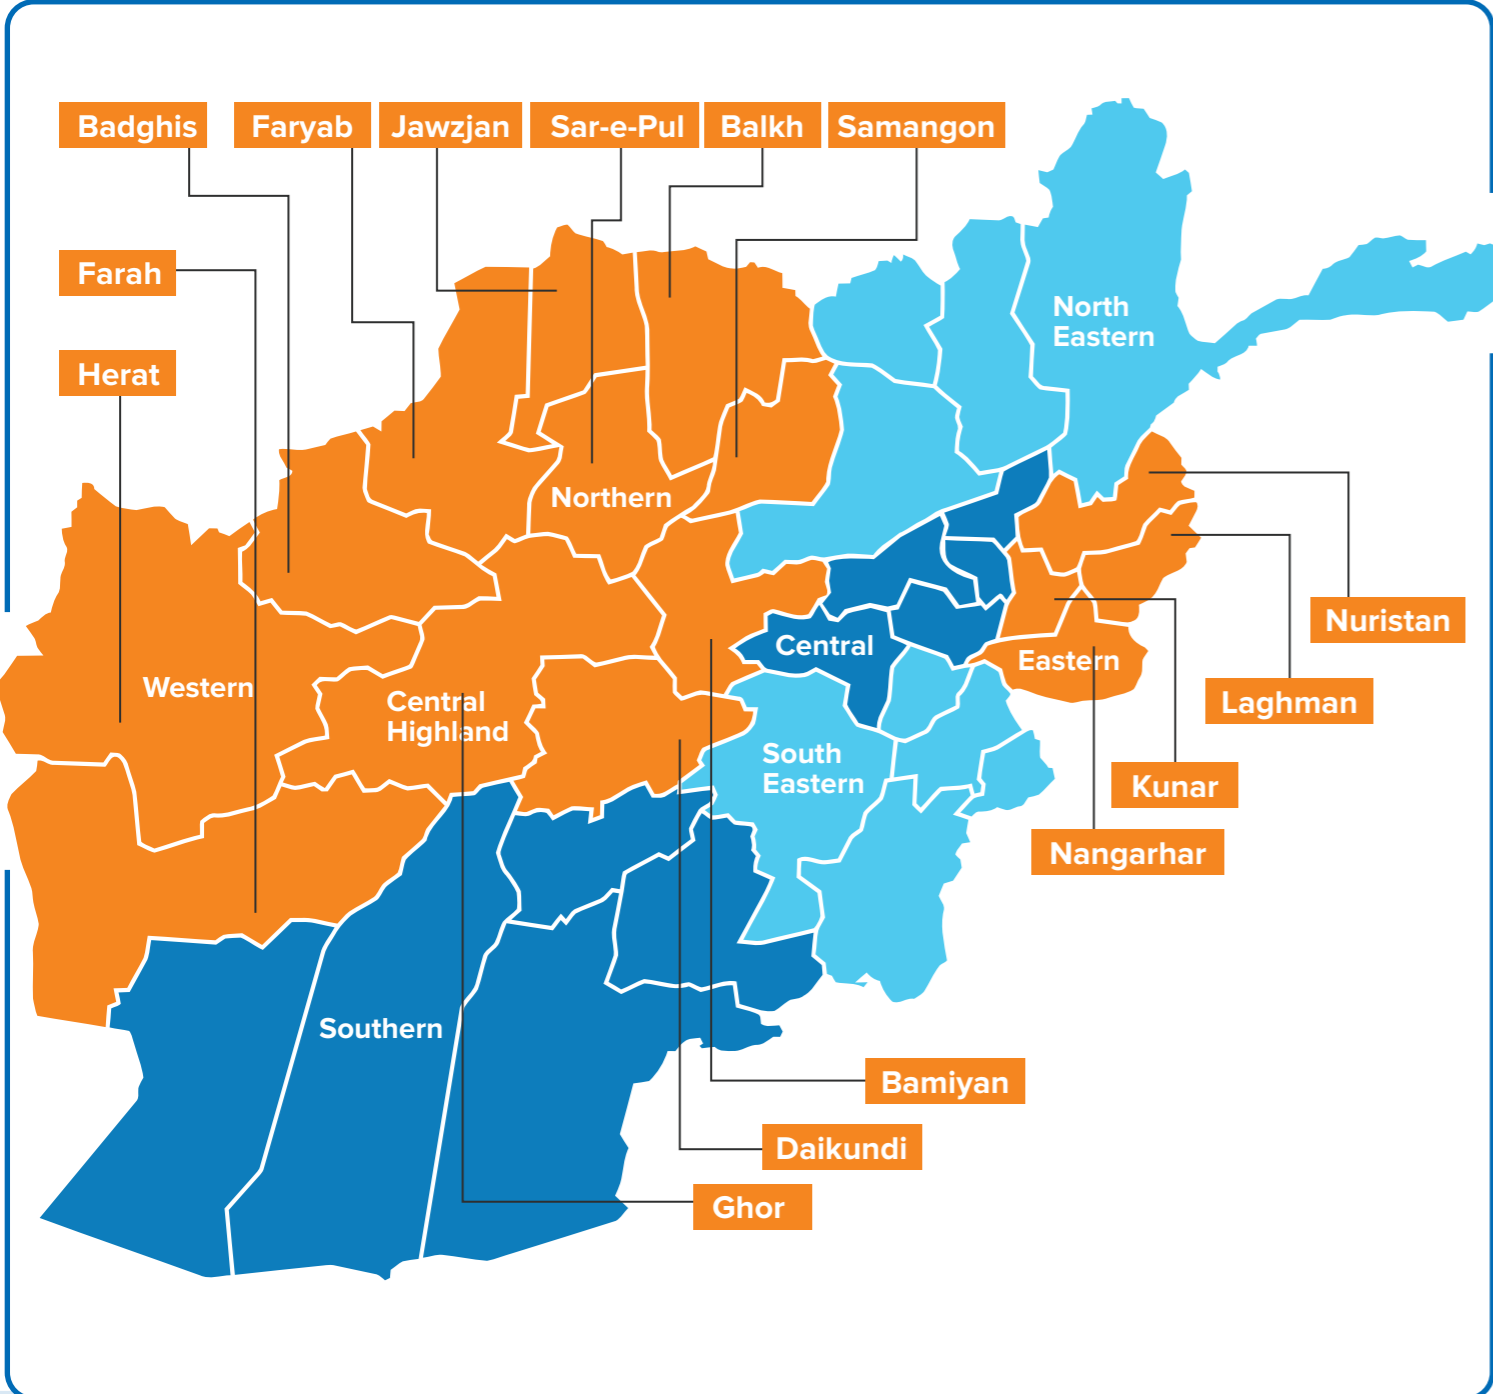 Badghis
Faryab
Jawzjan
Sar-e-Pul
Balkh
Samangon
Farah
Herat
North
Eastern
Northern
Nuristan
Central
Eastern
Western
Central
Highland
Laghman
South
Eastern
Kunar
Nangarhar
Southern
Bamiyan
Daikundi
Ghor